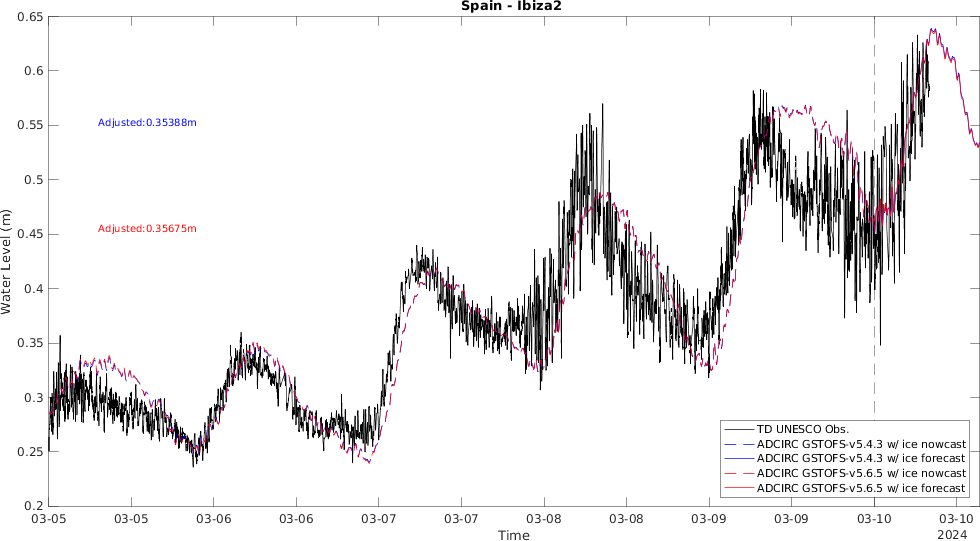 Spain - Ibiza2
0.65
0.6
0.55
0.5
0.45
0.4
0.35
0.3
0.25
0.2
Water Level (m)
Adjusted:0.35388m
Adjusted:0.35675m
TD UNESCO Obs.
ADCIRC GSTOFS-v5.4.3 w/ ice nowcast
ADCIRC GSTOFS-v5.4.3 w/ ice forecast
ADCIRC GSTOFS-v5.6.5 w/ ice nowcast
ADCIRC GSTOFS-v5.6.5 w/ ice forecast
03-05 03-05 03-06 03-06 03-07 03-07 03-08 03-08 03-09 03-09 03-10 03-10
Time
2024